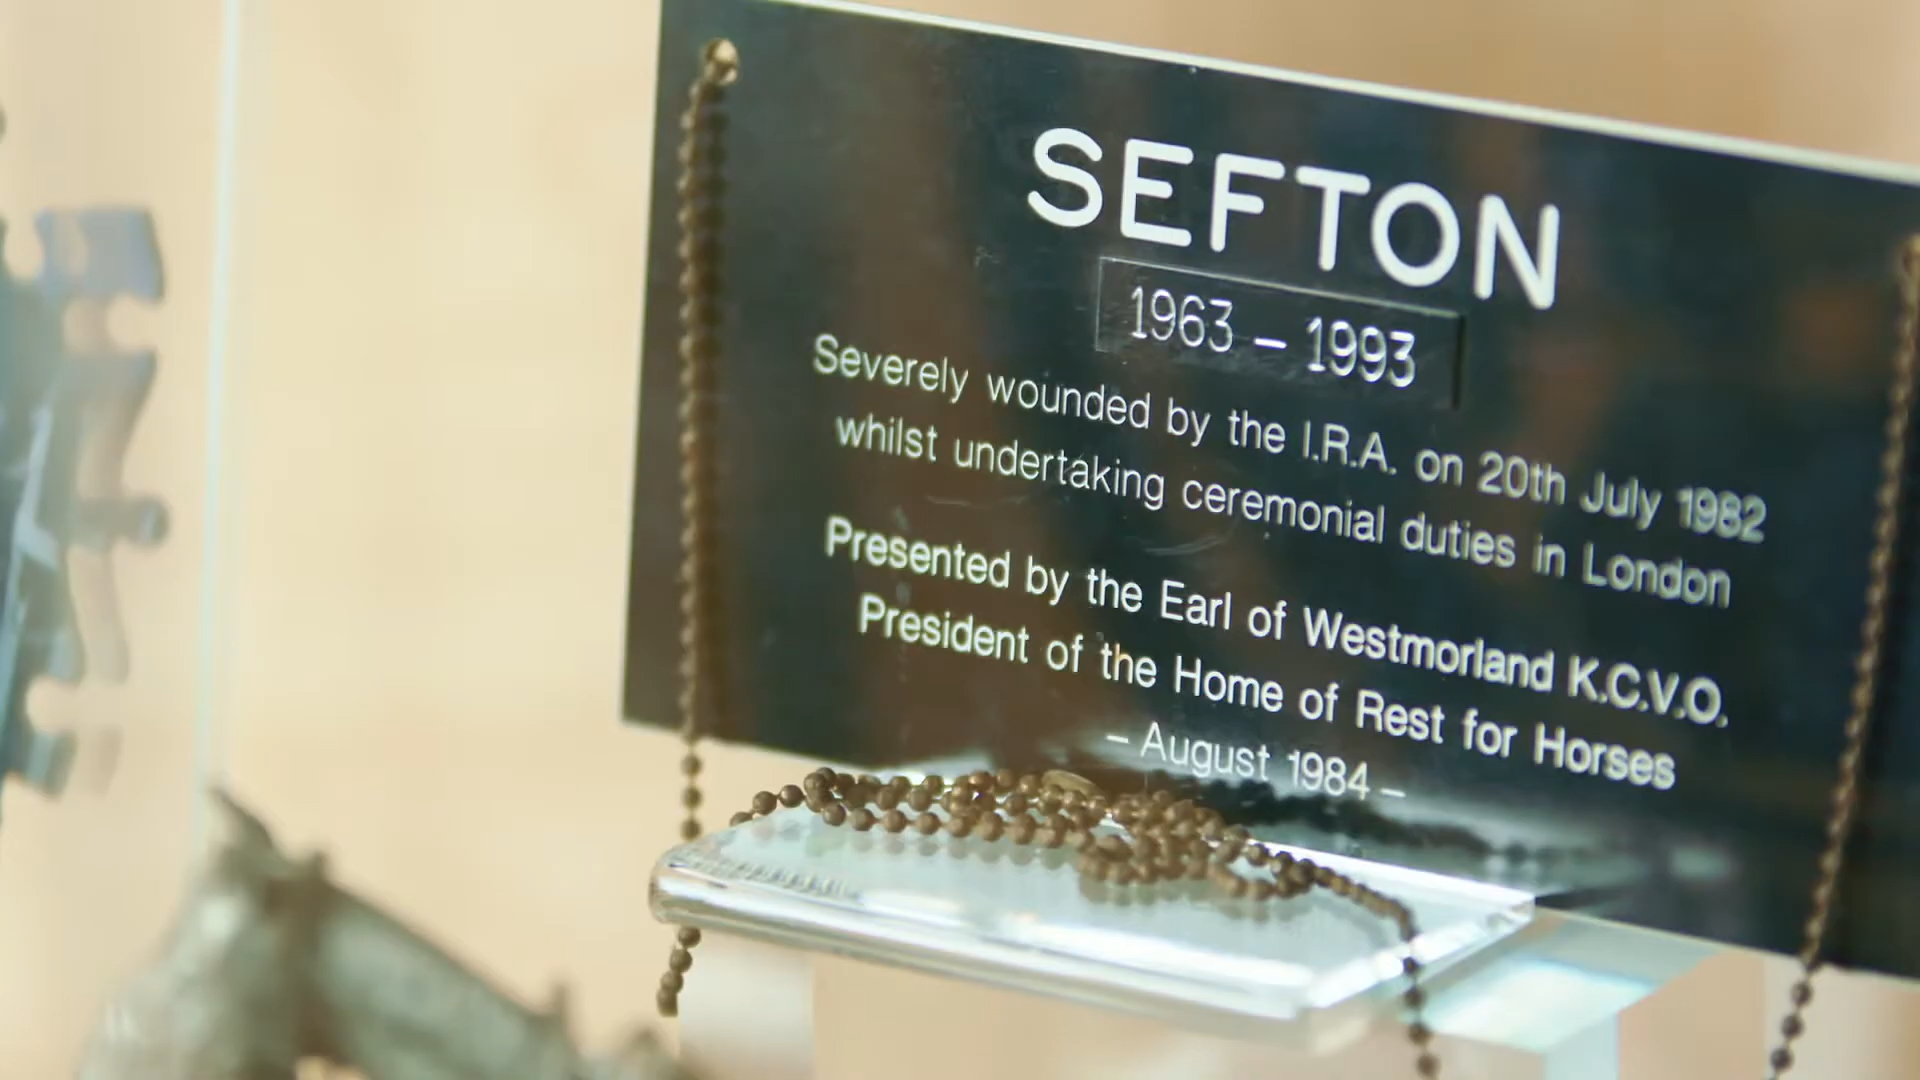 SEFTON
1963 – 1993
Severely wounded by the I.R.A. on 20th July 1982
whilst undertaking ceremonial duties in London
Presented by the Earl of Westmorland K.C.V.O.
President of the Home of Rest for Horses
– August 1984 –